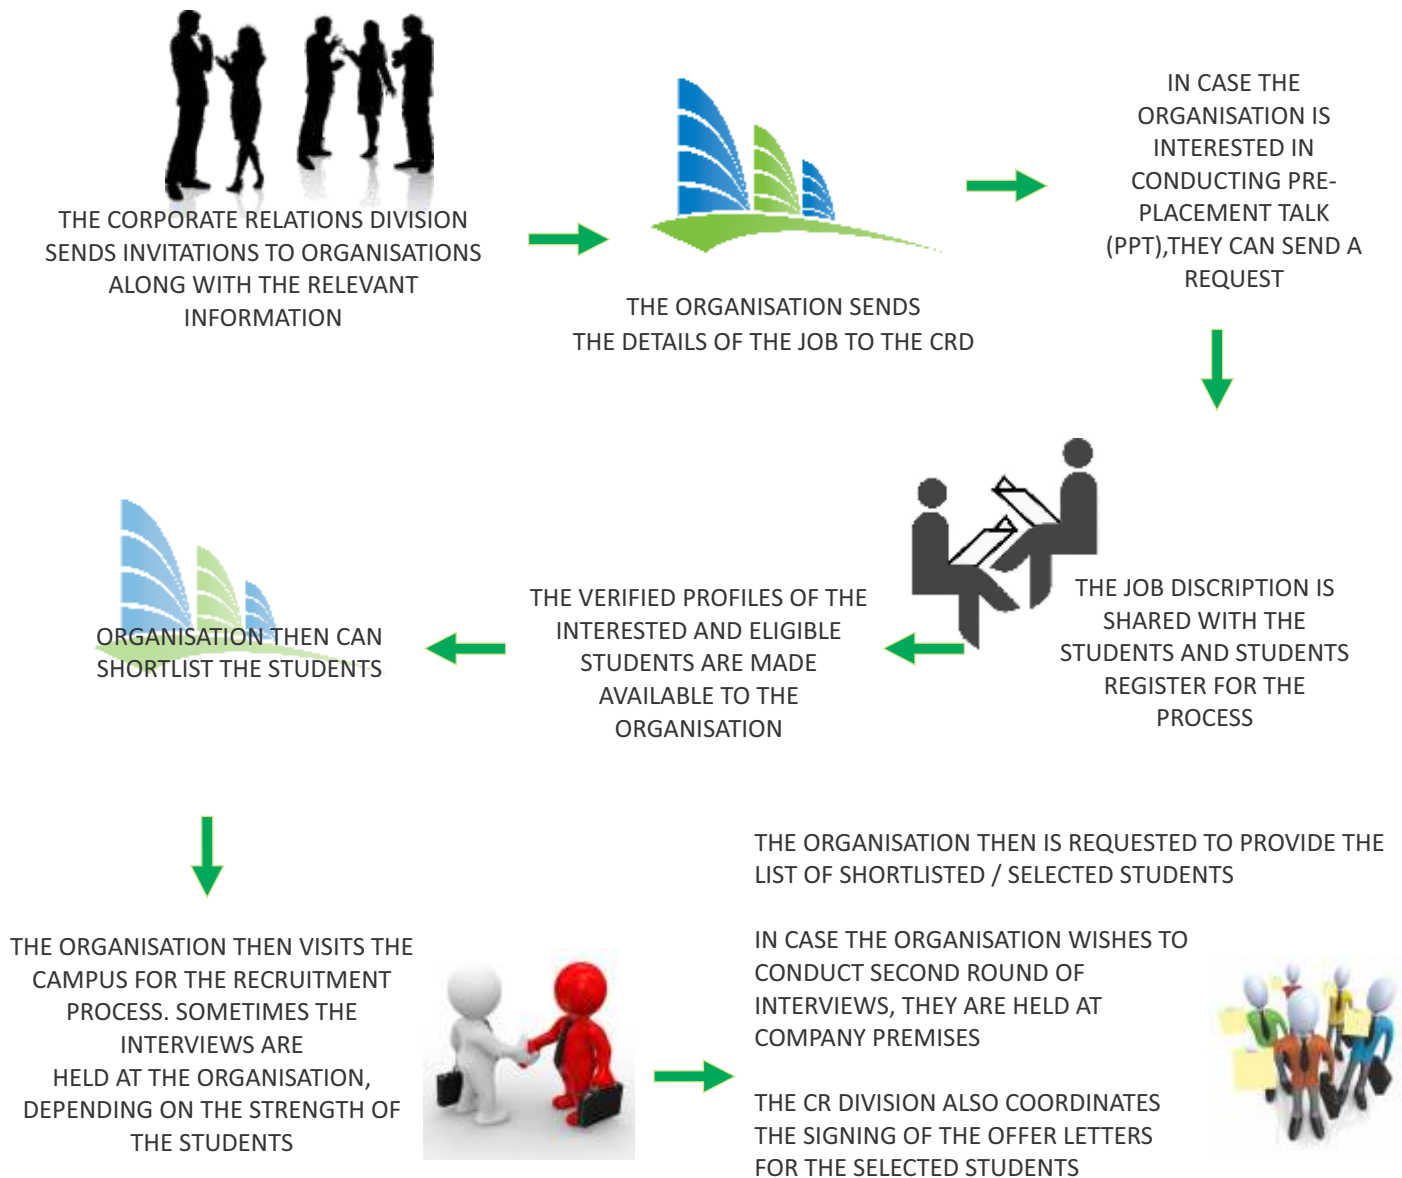 THE CORPORATE RELATIONS DIVISION
SENDS INVITATIONS TO ORGANISATIONS
ALONG WITH THE RELEVANT
INFORMATION
THE ORGANISATION SENDS
THE DETAILS OF THE JOB TO THE CRD
IN CASE THE
ORGANISATION IS
INTERESTED IN
CONDUCTING PRE-
PLACEMENT TALK
(PPT),THEY CAN SEND A
REQUEST
THE JOB DISCRIPTION IS
SHARED WITH THE
STUDENTS AND STUDENTS
REGISTER FOR THE
PROCESS
THE VERIFIED PROFILES OF THE
INTERESTED AND ELIGIBLE
STUDENTS ARE MADE
AVAILABLE TO THE
ORGANISATION
ORGANISATION THEN CAN
SHORTLIST THE STUDENTS
THE ORGANISATION THEN VISITS THE
CAMPUS FOR THE RECRUITMENT
PROCESS. SOMETIMES THE
INTERVIEWS ARE
HELD AT THE ORGANISATION,
DEPENDING ON THE STRENGTH OF
THE STUDENTS
THE ORGANISATION THEN IS REQUESTED TO PROVIDE THE
LIST OF SHORTLISTED / SELECTED STUDENTS
IN CASE THE ORGANISATION WISHES TO
CONDUCT SECOND ROUND OF
INTERVIEWS, THEY ARE HELD AT
COMPANY PREMISES
THE CR DIVISION ALSO COORDINATES
THE SIGNING OF THE OFFER LETTERS
FOR THE SELECTED STUDENTS